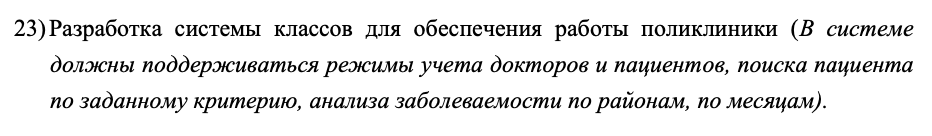 23) Разработка системы классов для обеспечения работы поликлиники (В системе
должны поддерживаться режимы учета докторов и пациентов, поиска пациента
по заданному критерию, анализа заболеваемости по районам, по месяцам).